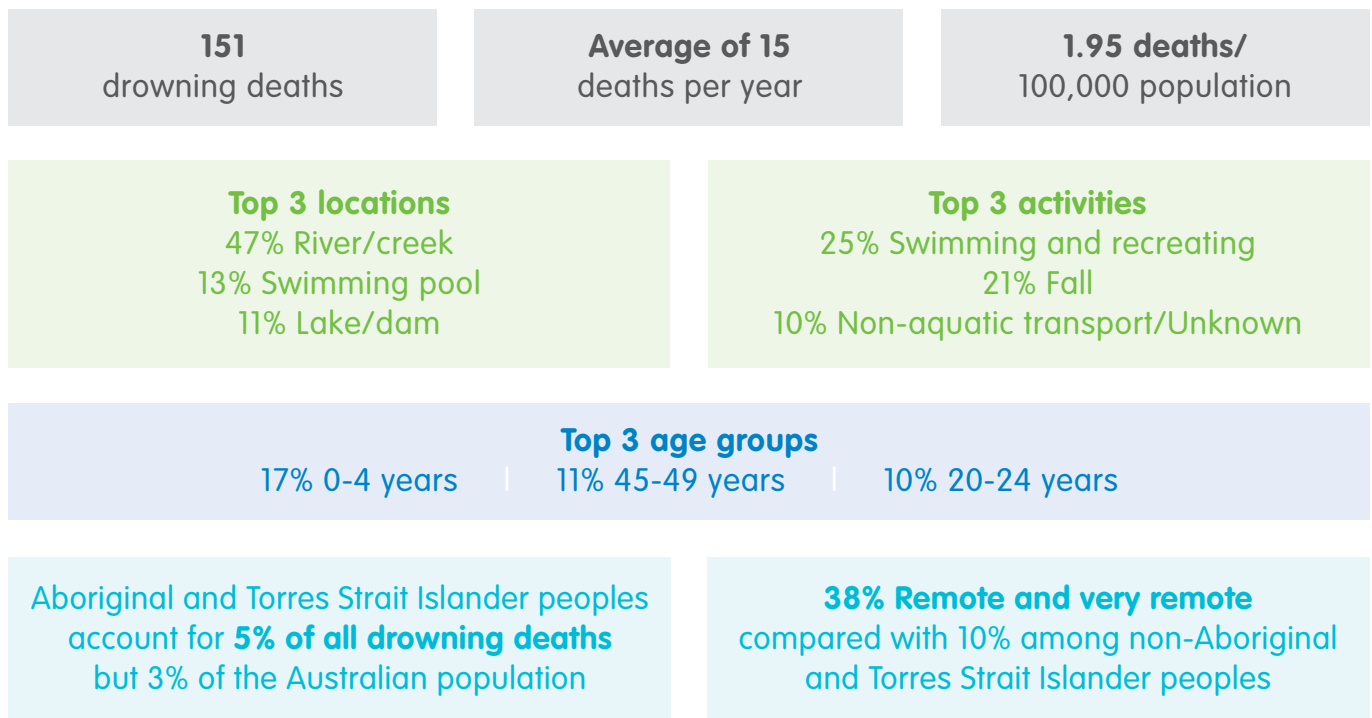 151
drowning deaths
Average of 15
deaths per year
1.95 deaths/
100,000 population
Top 3 locations
47% River/creek
13% Swimming pool
11% Lake/dam
Top 3 activities
25% Swimming and recreating
21% Fall
10% Non-aquatic transport/Unknown
Top 3 age groups
17% 0-4 years
11% 45-49 years
10% 20-24 years
Aboriginal and Torres Strait Islander peoples
account for 5% of all drowning deaths
but 3% of the Australian population
38% Remote and very remote
compared with 10% among non-Aboriginal
and Torres Strait Islander peoples